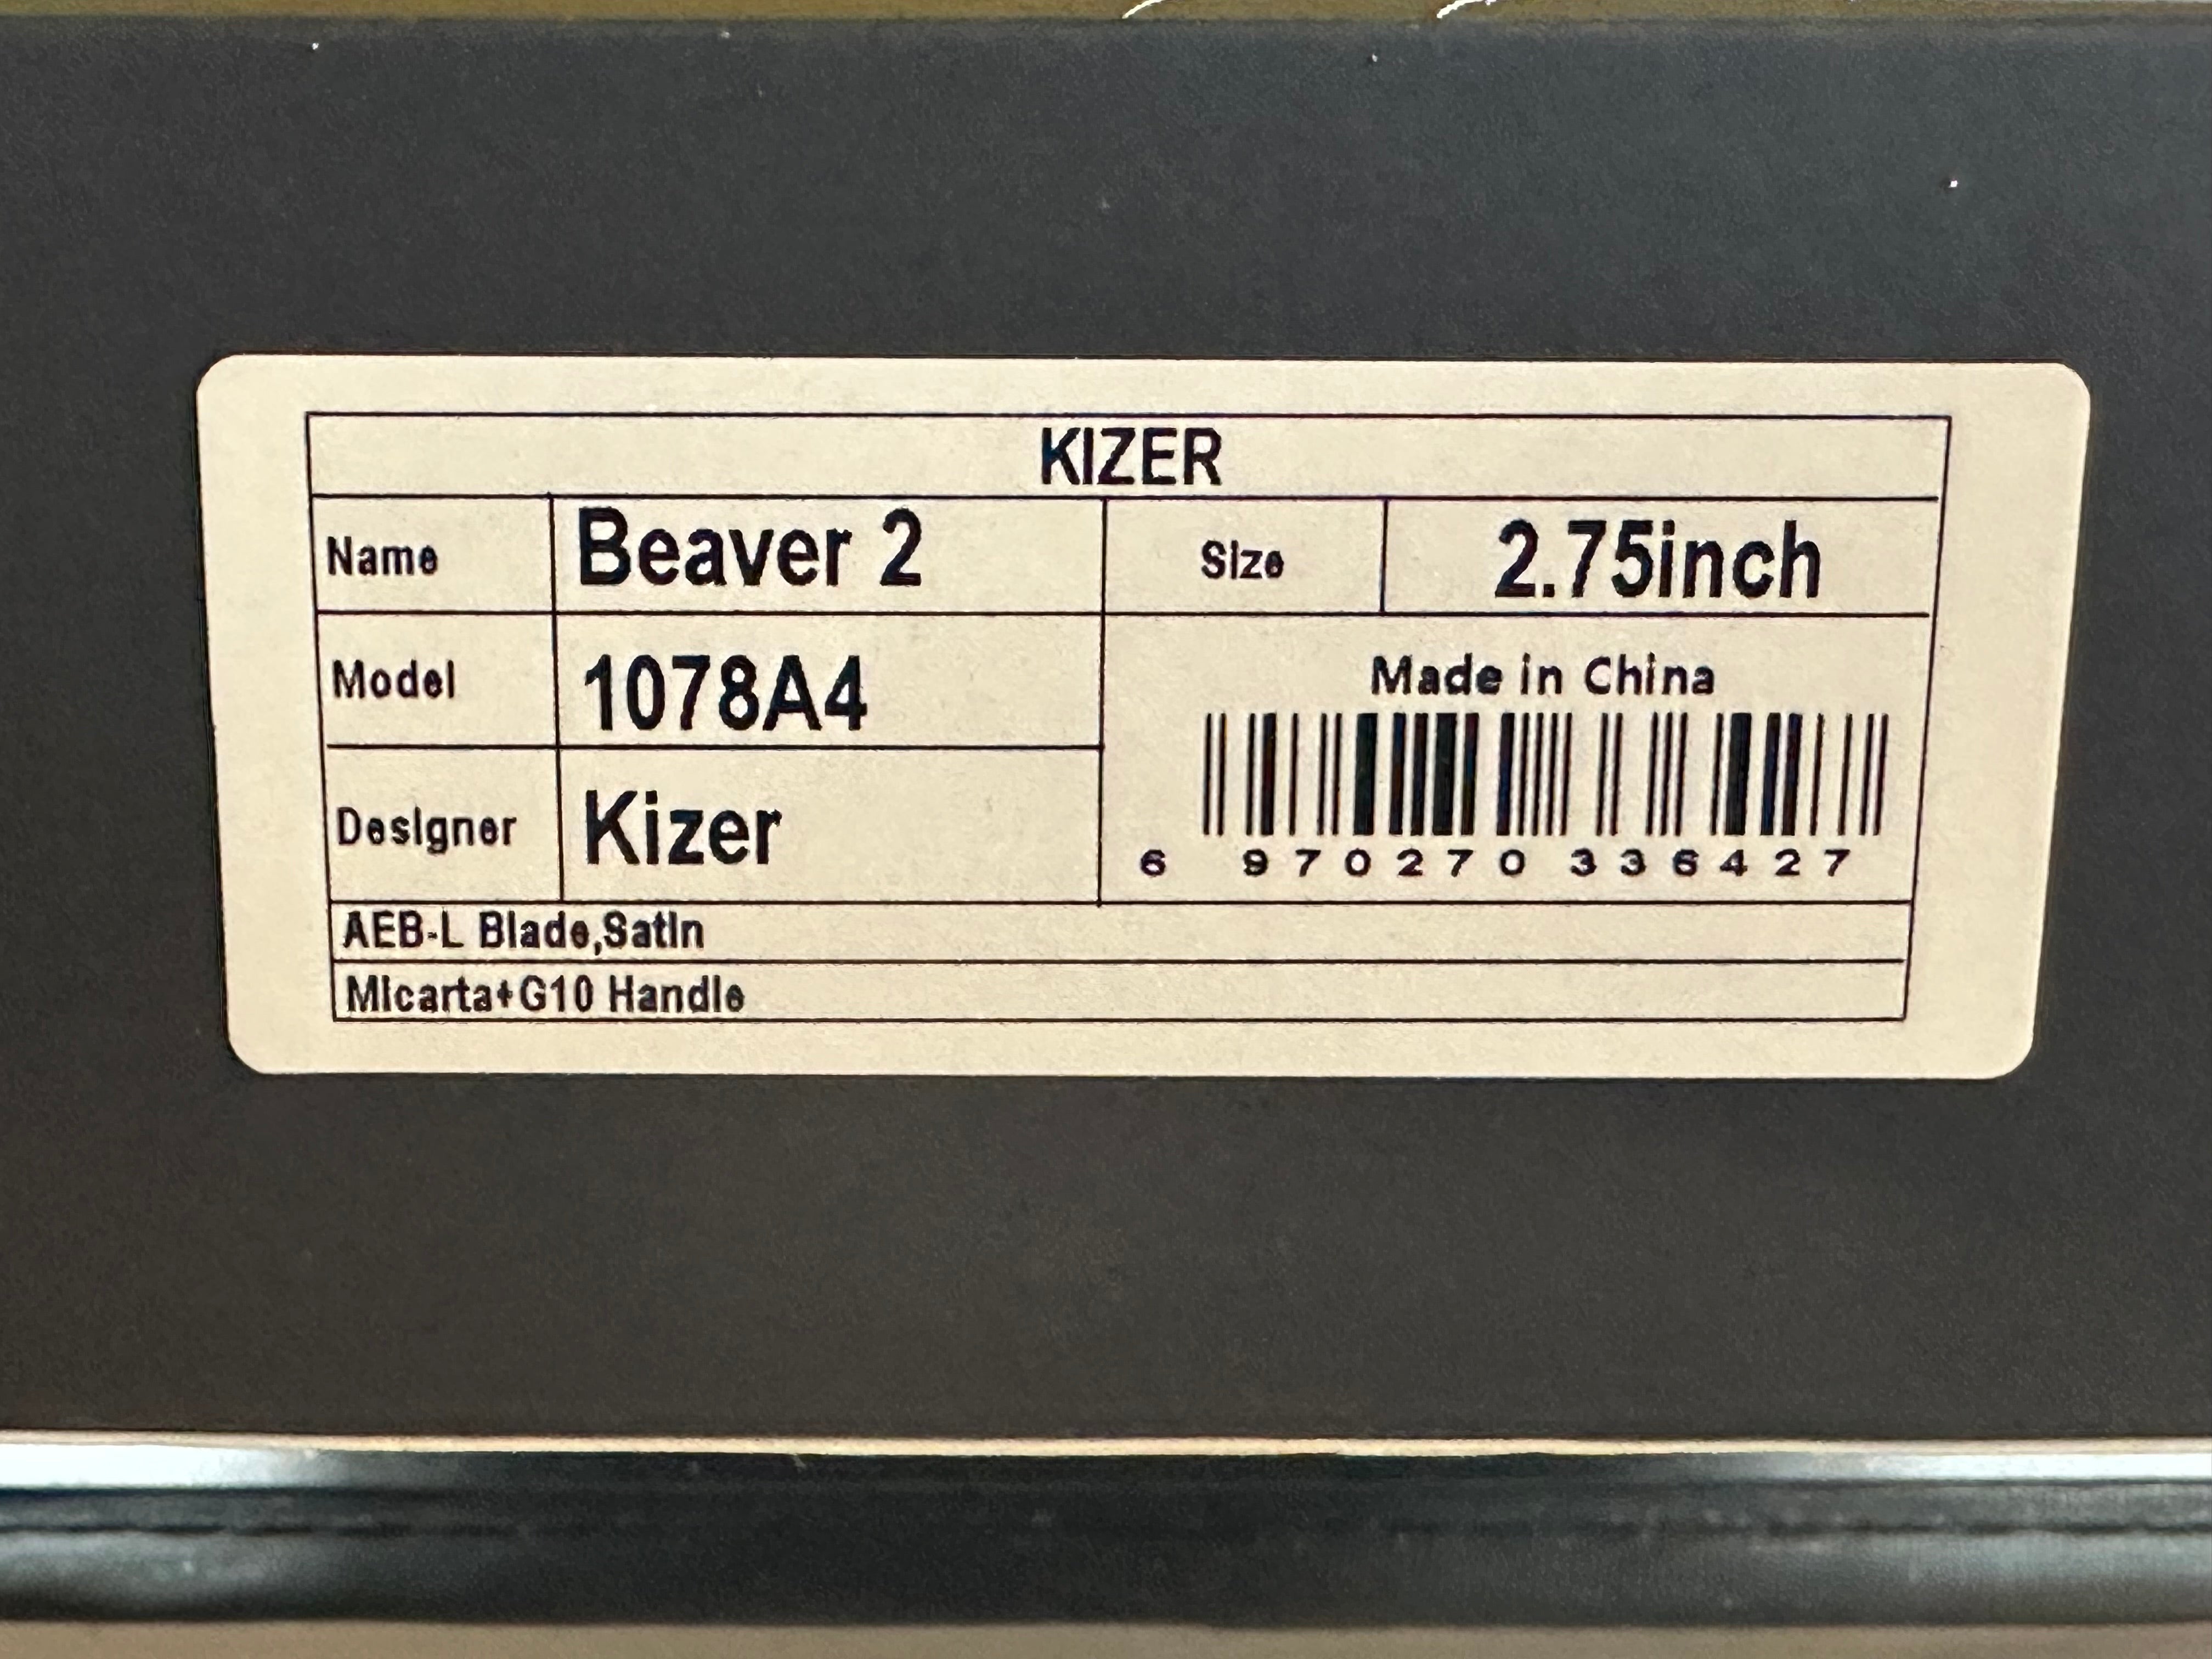 KIZER
Name Beaver 2 Size 2.75inch
Model 1078A4
Made in China
Designer Kizer
6 970270 336427
AEB-L Blade,Satin
Micarta+G10 Handle